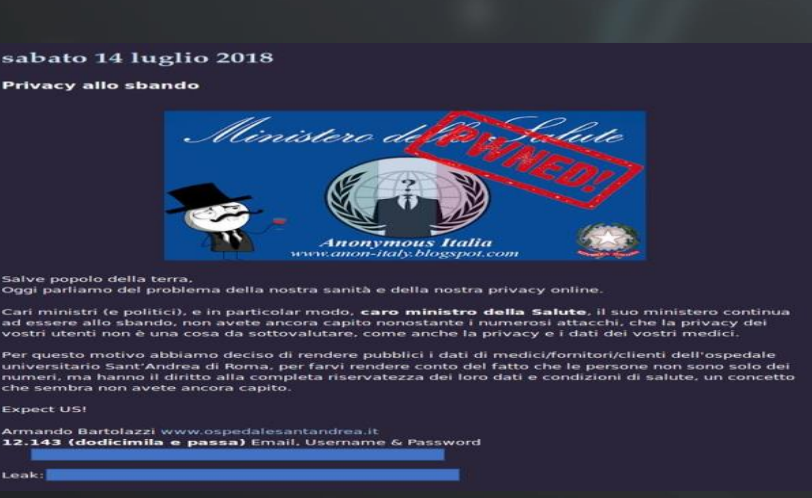 sabato 14 luglio 2018
Privacy allo sbando
Ministero della Salute
PWNED!
?
Anonymous Italia
www.anon-italy.blogspot.com
Salve popolo della terra,
Oggi parliamo del problema della nostra sanità e della nostra privacy online.
Cari ministri (e politici), e in particolar modo, caro ministro della Salute, il suo ministero continua
ad essere allo sbando, non avete ancora capito nonostante i numerosi attacchi, che la privacy dei
vostri utenti non è una cosa da sottovalutare, come anche la privacy e i dati dei vostri medici.
Per questo motivo abbiamo deciso di rendere pubblici i dati di medici/fornitori/clienti dell'ospedale
universitario Sant'Andrea di Roma, per farvi rendere conto del fatto che le persone non sono solo dei
numeri, ma hanno il diritto alla completa riservatezza dei loro dati e condizioni di salute, un concetto
che sembra non avete ancora capito.
Expect US!
Armando Bartolazzi www.ospedalesantandrea.it
12.143 (dodicimila e passa) Email, Username & Password
Leak: